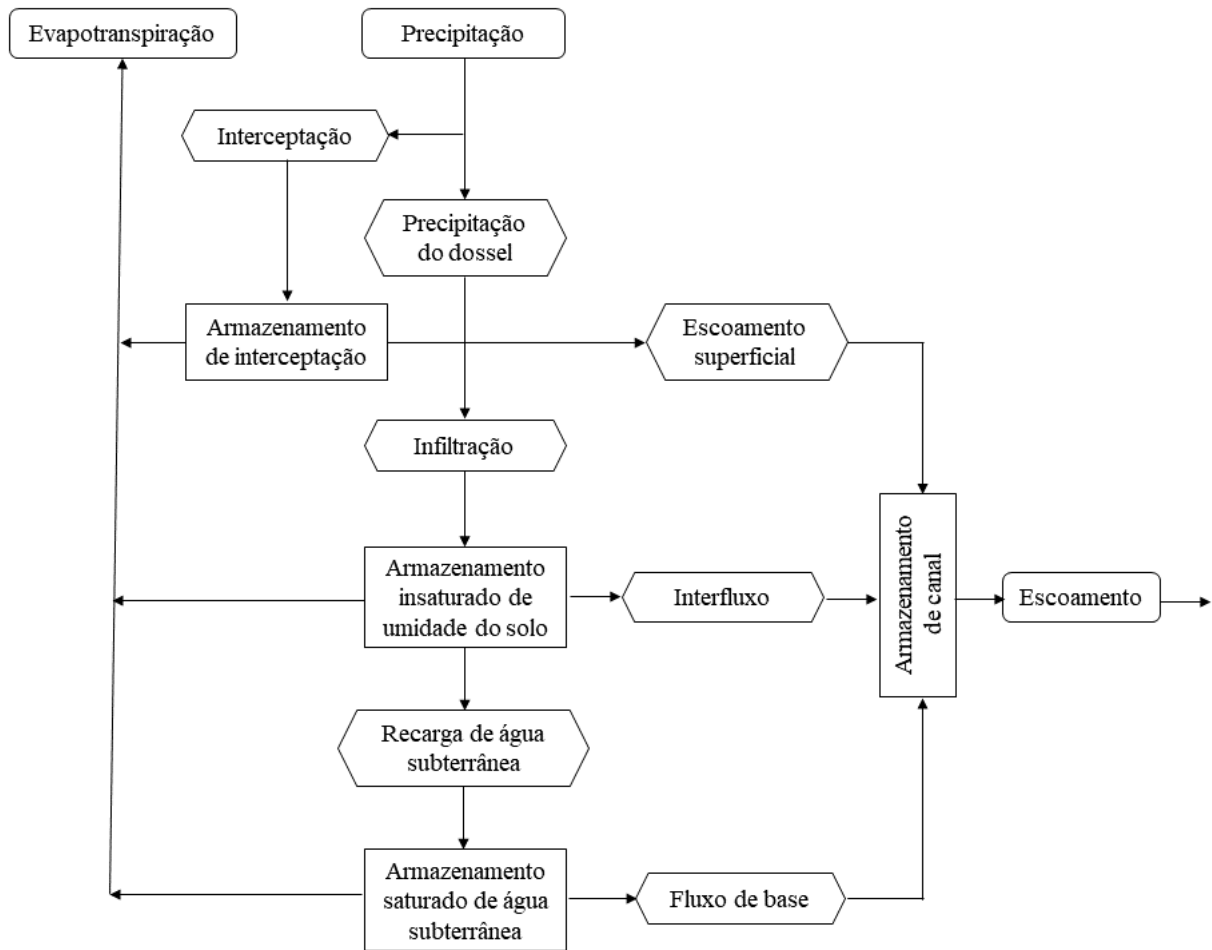 Evapotranspiração
Precipitação
Interceptação
Precipitação
do dossel
Armazenamento
de interceptação
Escoamento
superficial
Infiltração
Armazenamento
insaturado de
umidade do solo
Interfluxo
Armazenamento
de canal
Escoamento
Recarga de água
subterrânea
Armazenamento
saturado de água
subterrânea
Fluxo de base